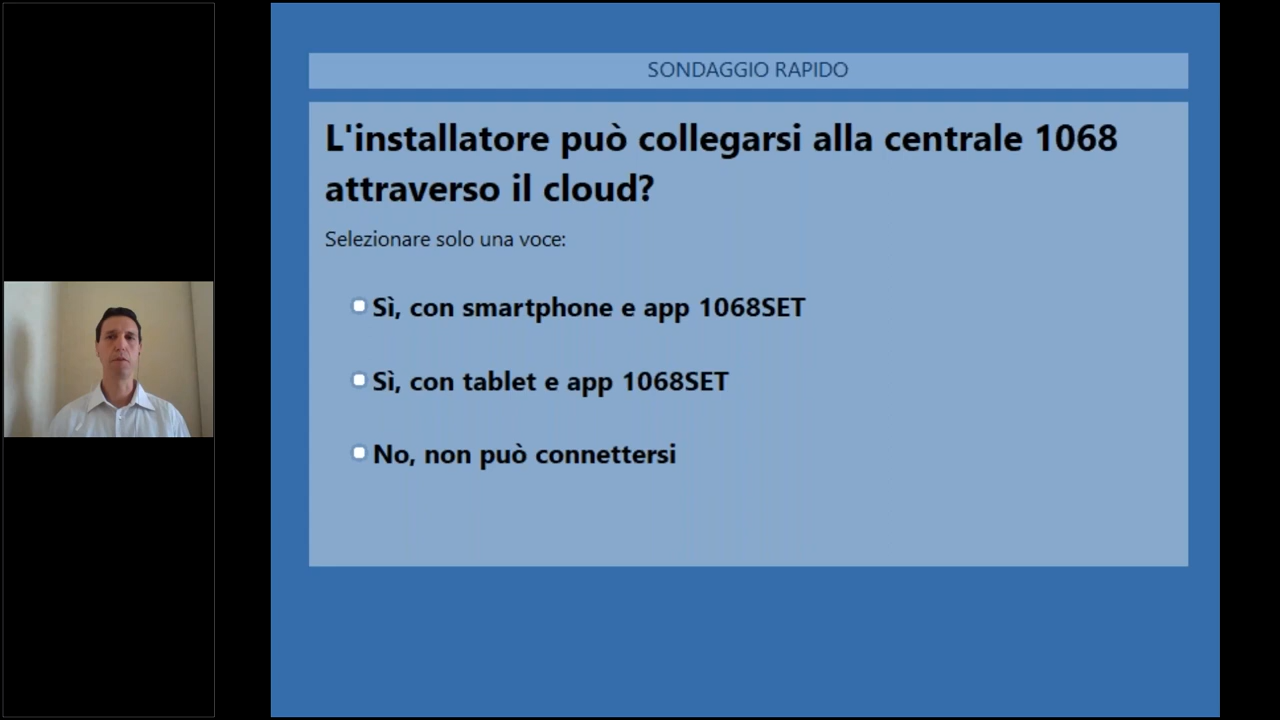 SONDAGGIO RAPIDO
L'installatore può collegarsi alla centrale 1068
attraverso il cloud?
Selezionare solo una voce:
Sì, con smartphone e app 1068SET
Sì, con tablet e app 1068SET
No, non può connettersi